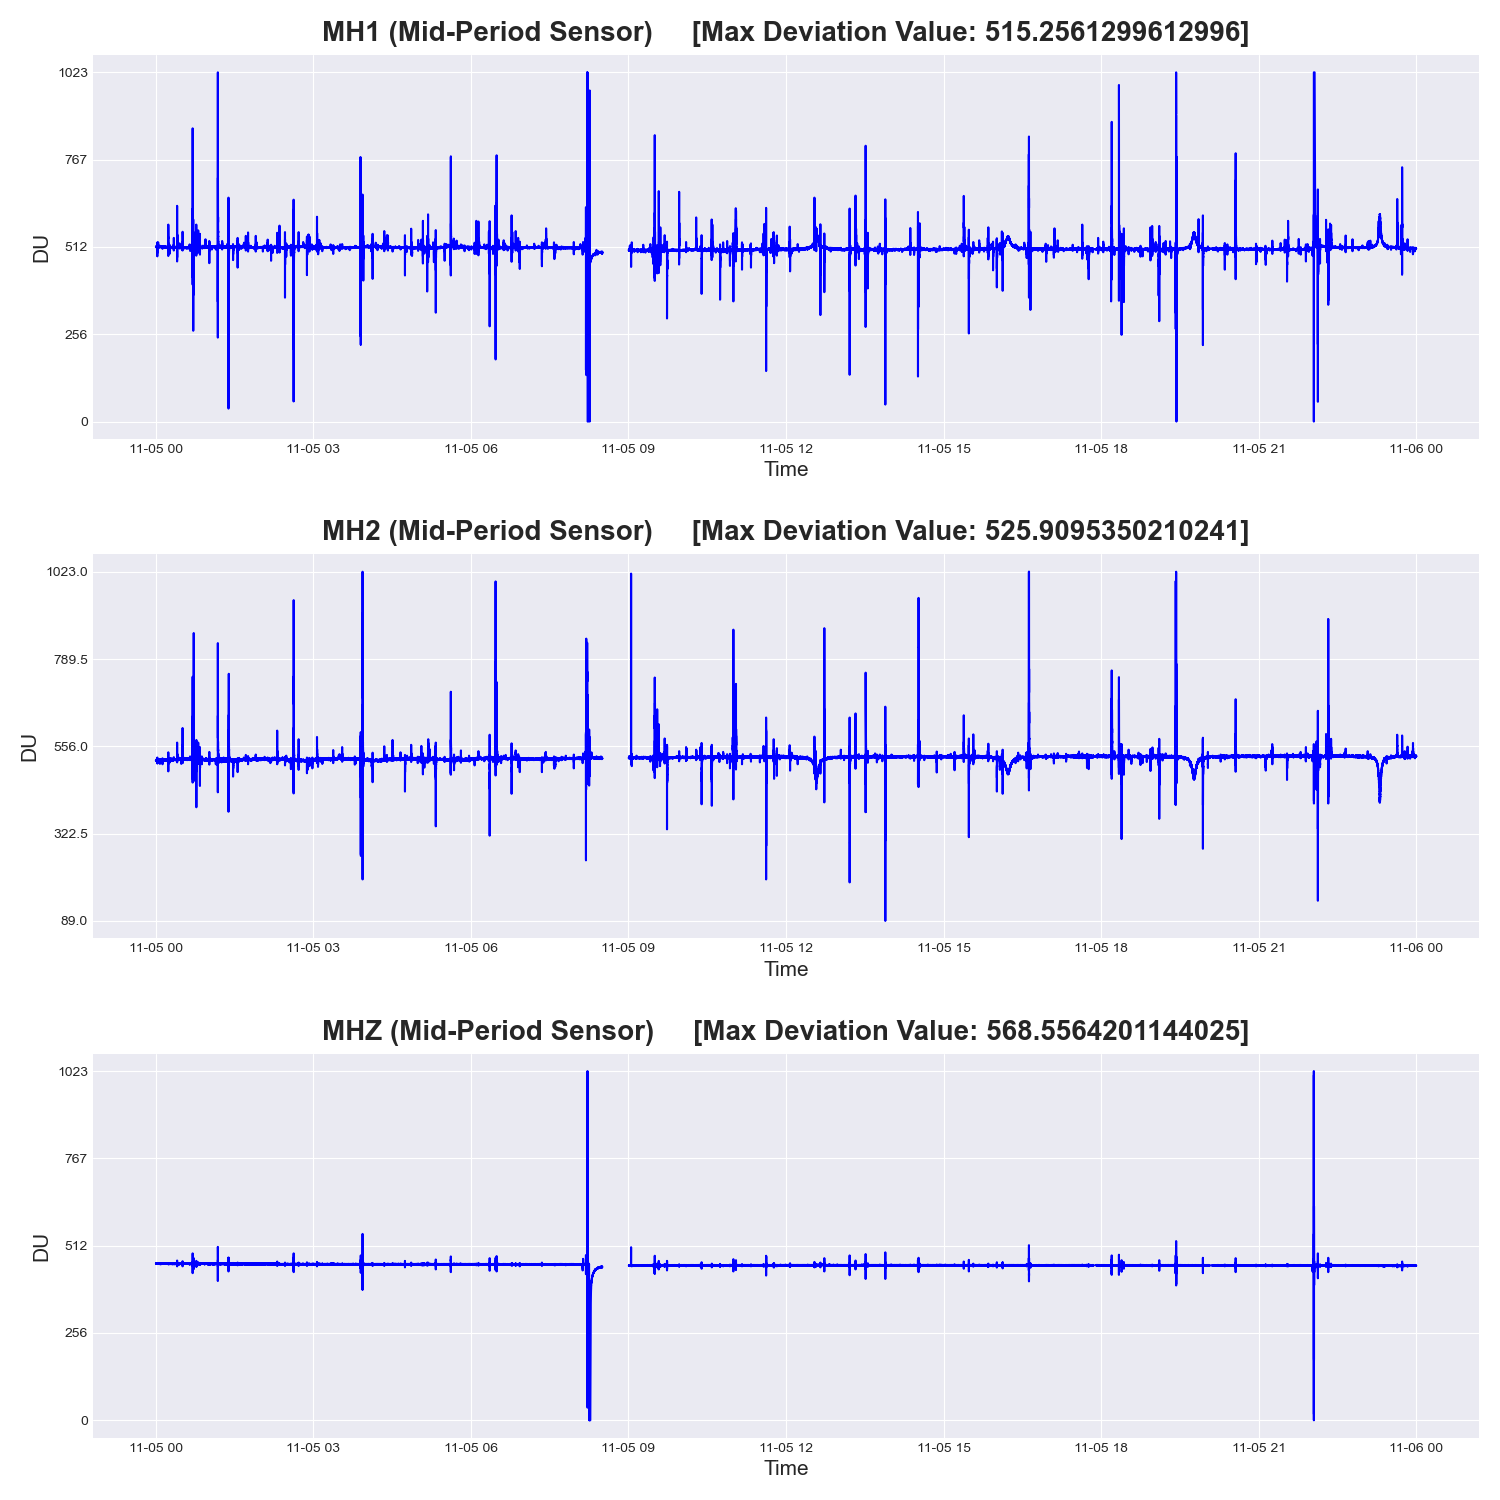 MH1 (Mid-Period Sensor) [Max Deviation Value: 515.2561299612996]
1023
767
512
256
0
DU
11-05 00 11-05 03 11-05 06 11-05 09 11-05 12 11-05 15 11-05 18 11-05 21 11-06 00
Time
MH2 (Mid-Period Sensor) [Max Deviation Value: 525.9095350210241]
1023.0
789.5
556.0
322.5
89.0
DU
11-05 00 11-05 03 11-05 06 11-05 09 11-05 12 11-05 15 11-05 18 11-05 21 11-06 00
Time
MHZ (Mid-Period Sensor) [Max Deviation Value: 568.5564201144025]
1023
767
512
256
0
DU
11-05 00 11-05 03 11-05 06 11-05 09 11-05 12 11-05 15 11-05 18 11-05 21 11-06 00
Time